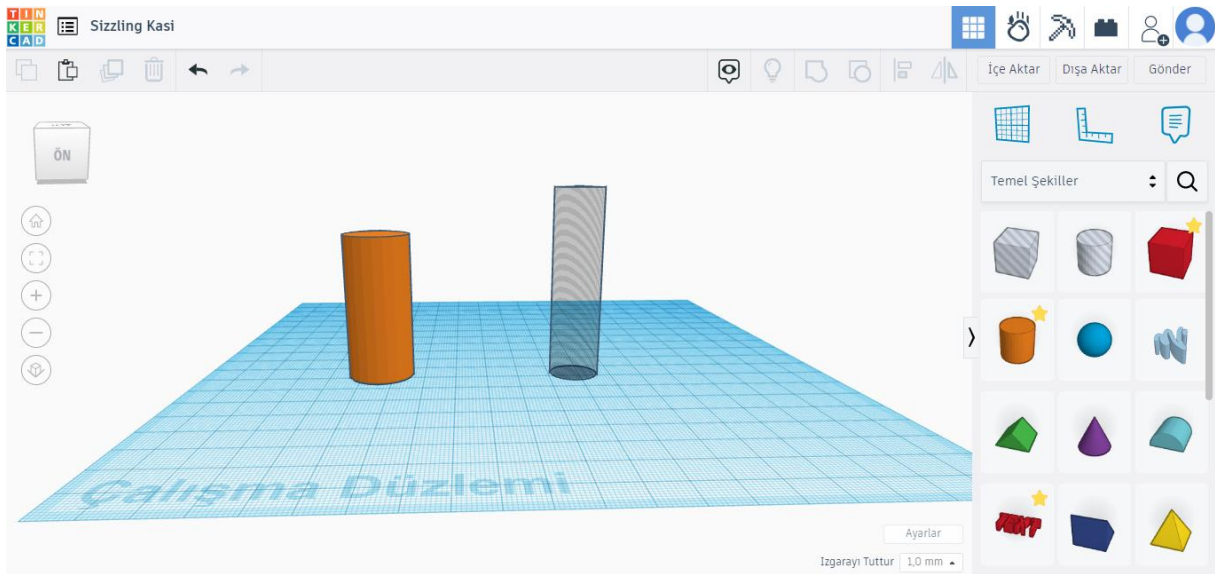 TIN
KER
CAD
Sizzling Kasi
İçe Aktar
Dışa Aktar
Gönder
ÖN
Temel Şekiller
TEXT
Çalışma Düzlemi
Ayarlar
Izgarayı Tuttur
1,0 mm